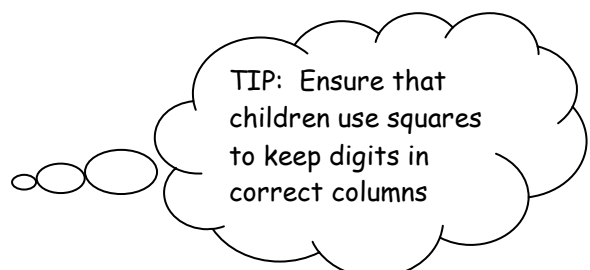 TIP:  Ensure that
children use squares
to keep digits in
correct columns